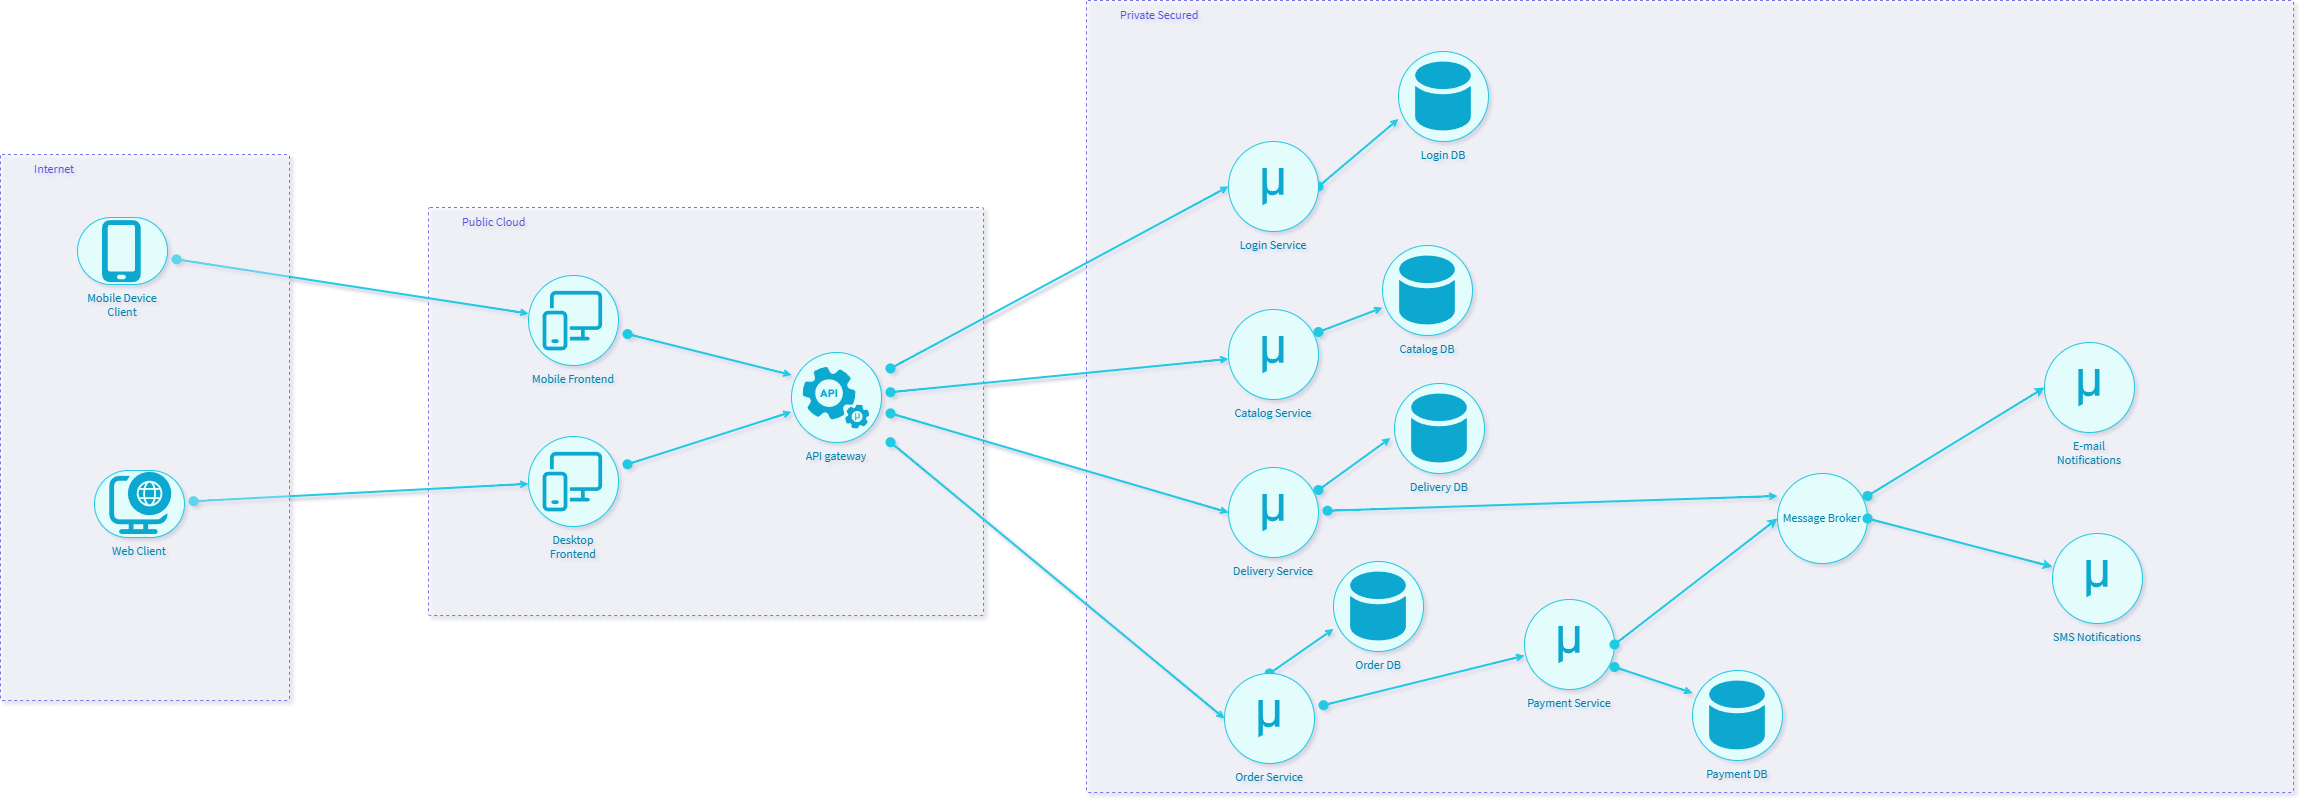 Private Secured
Internet
Mobile Device
Client
Web Client
Public Cloud
Mobile Frontend
Desktop
Frontend
API
µ
API gateway
Login DB
µ
Login Service
Catalog DB
µ
Catalog Service
Delivery DB
µ
Delivery Service
Order DB
µ
Order Service
µ
Payment Service
Payment DB
Message Broker
µ
E-mail
Notifications
µ
SMS Notifications